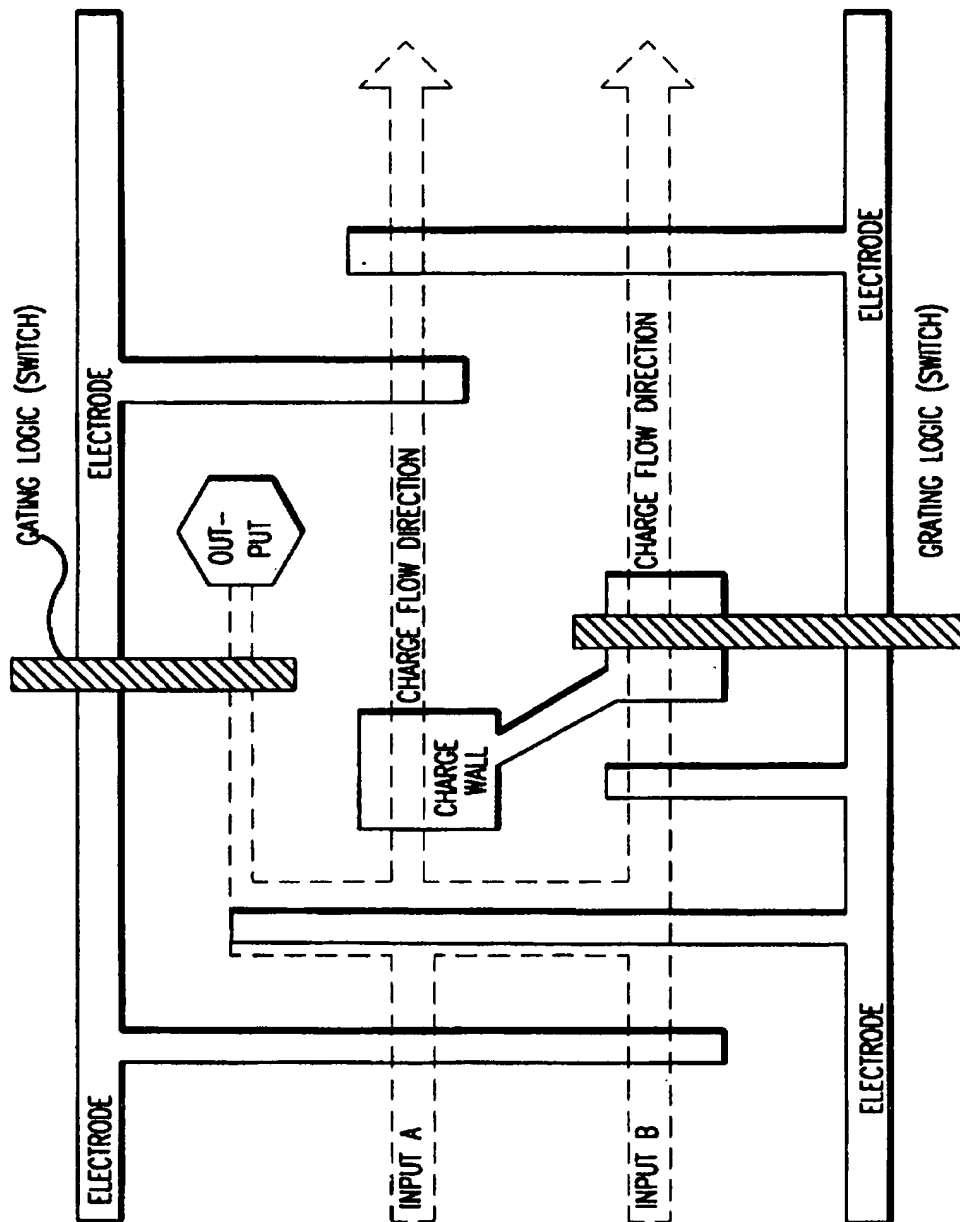 GATING LOGIC (SWITCH)
ELECTRODE
ELECTRODE
OUT-
PUT
INPUT A
CHARGE FLOW DIRECTION
CHARGE
WALL
INPUT B
CHARGE FLOW DIRECTION
ELECTRODE
ELECTRODE
GRATING LOGIC (SWITCH)